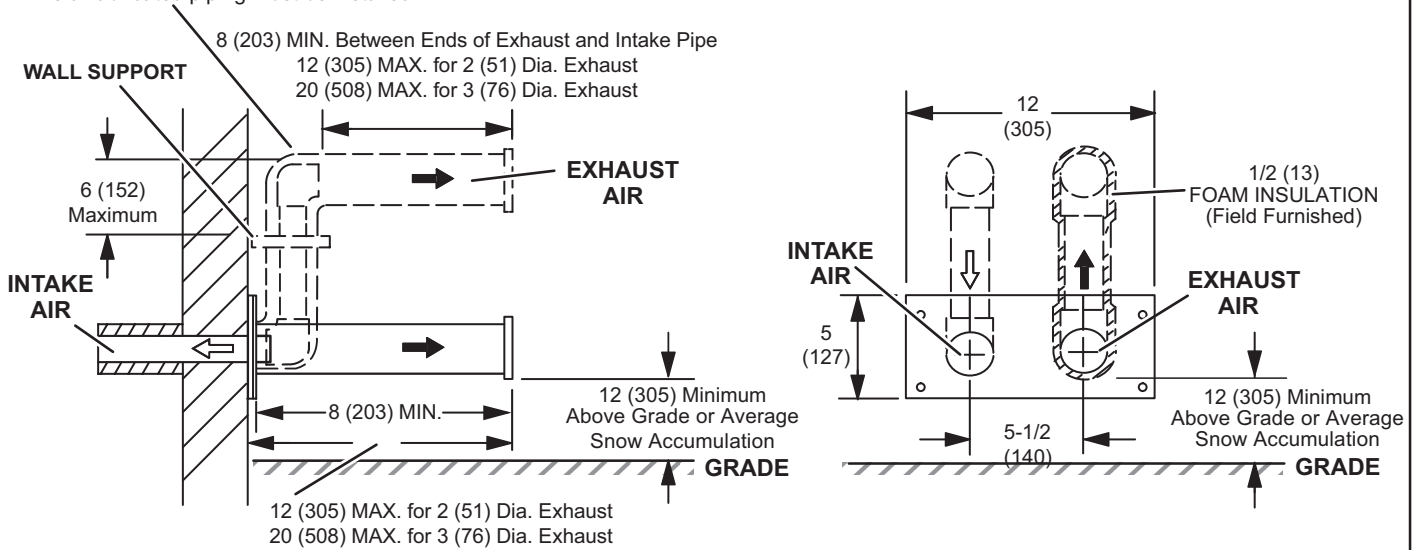 8 (203) MIN. Between Ends of Exhaust and Intake Pipe
12 (305) MAX. for 2 (51) Dia. Exhaust
20 (508) MAX. for 3 (76) Dia. Exhaust
WALL SUPPORT
6 (152)
Maximum
EXHAUST
AIR
INTAKE
AIR
8 (203) MIN.
12 (305) Minimum
Above Grade or Average
Snow Accumulation
GRADE
12 (305) MAX. for 2 (51) Dia. Exhaust
20 (508) MAX. for 3 (76) Dia. Exhaust
12
(305)
1/2 (13)
FOAM INSULATION
(Field Furnished)
INTAKE
AIR
EXHAUST
AIR
5
(127)
5-1/2
(140)
12 (305) Minimum
Above Grade or Average
Snow Accumulation
GRADE